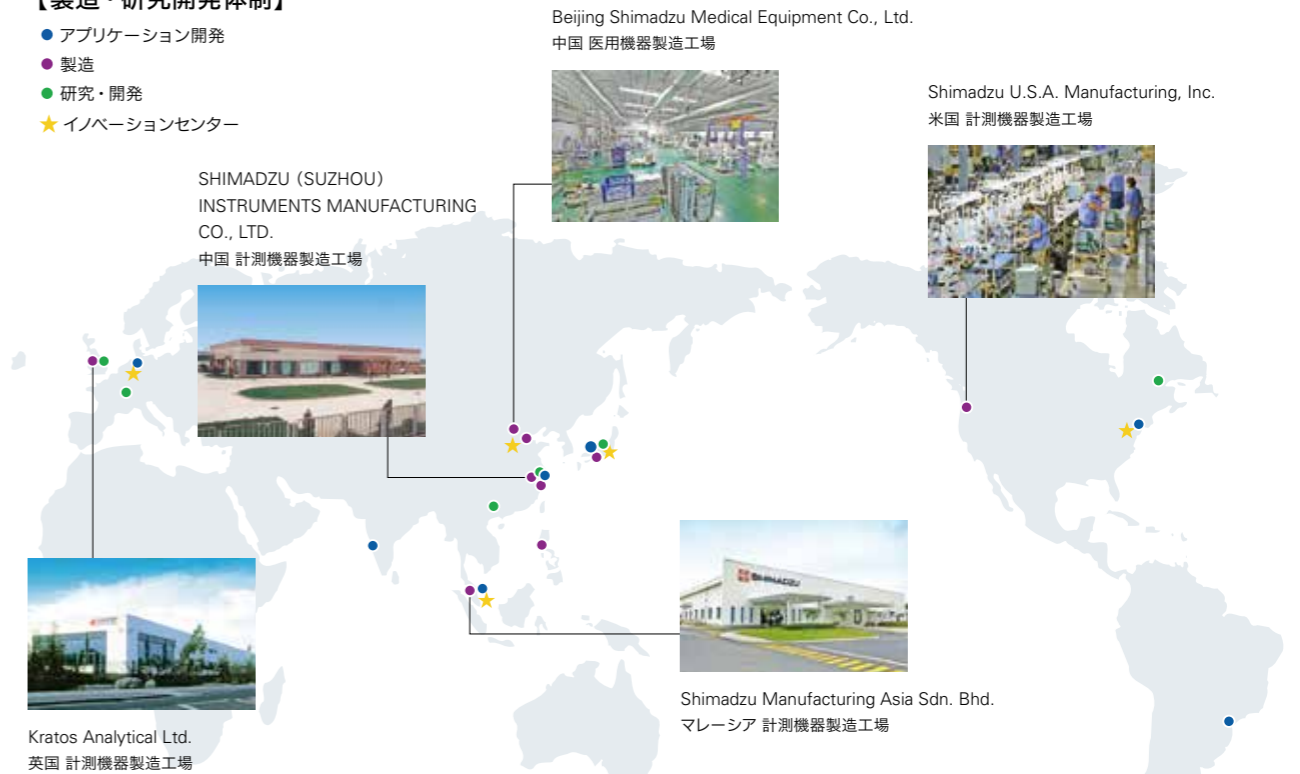 【製造・研究開発体制】
アプリケーション開発
製造
研究・開発
イノベーションセンター
Beijing Shimadzu Medical Equipment Co., Ltd.
中国 医用機器製造工場
Shimadzu U.S.A. Manufacturing, Inc.
米国 計測機器製造工場
SHIMADZU (SUZHOU)
INSTRUMENTS MANUFACTURING
CO., LTD.
中国 計測機器製造工場
SHIMADZU
Shimadzu Manufacturing Asia Sdn. Bhd.
マレーシア 計測機器製造工場
Kratos Analytical Ltd.
英国 計測機器製造工場